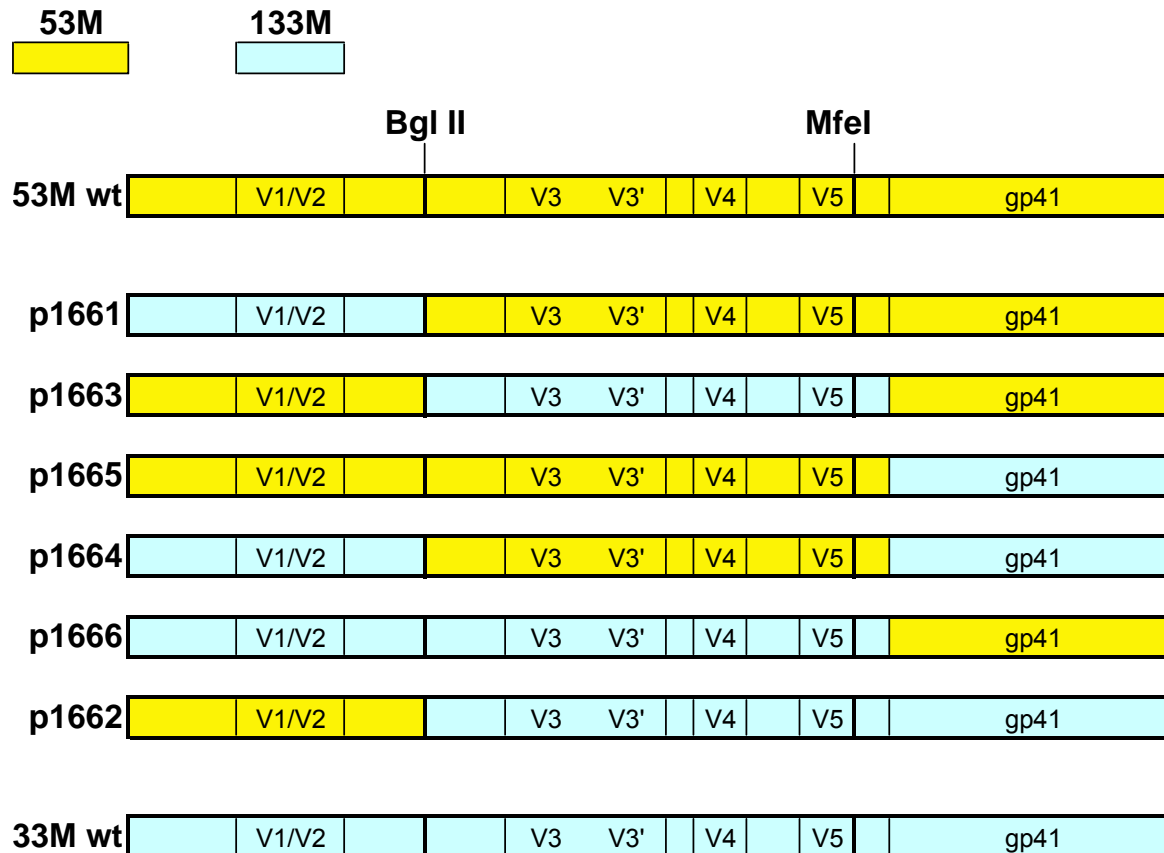 53M 133M
Bgl II MfeI
53M wt V1/V2 V3 V3' V4 V5 gp41
p1661 V1/V2 V3 V3' V4 V5 gp41
p1663 V1/V2 V3 V3' V4 V5 gp41
p1665 V1/V2 V3 V3' V4 V5 gp41
p1664 V1/V2 V3 V3' V4 V5 gp41
p1666 V1/V2 V3 V3' V4 V5 gp41
p1662 V1/V2 V3 V3' V4 V5 gp41
33M wt V1/V2 V3 V3' V4 V5 gp41